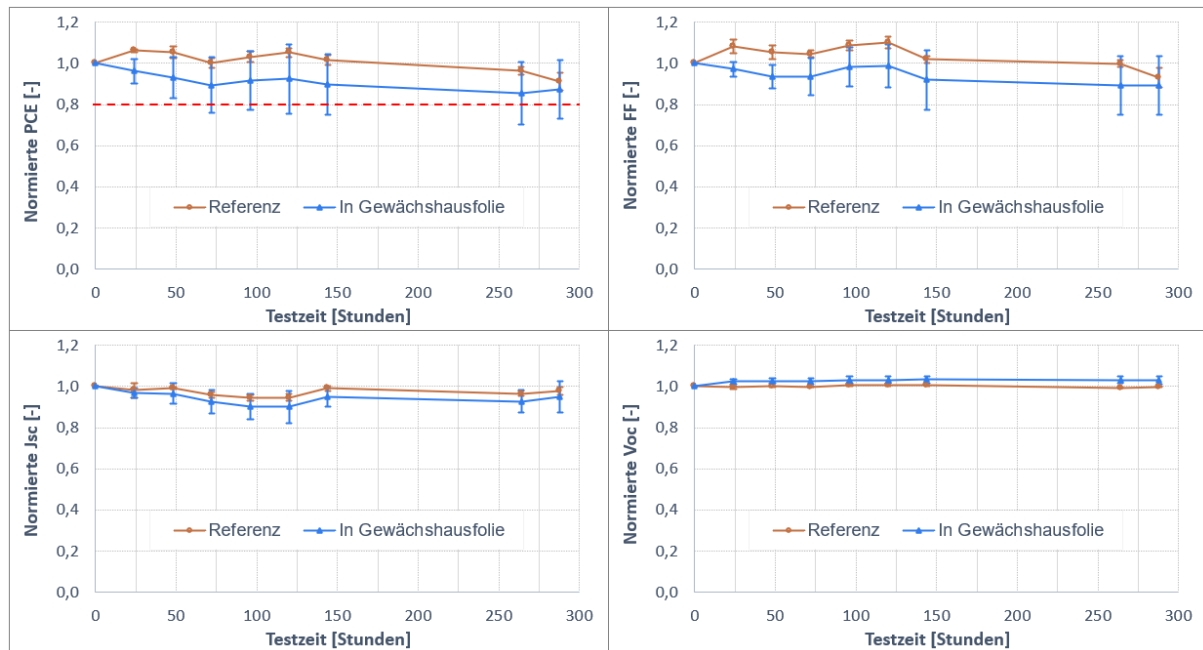 Normierte PCE [-]
1,2
1,0
0,8
0,6
0,4
0,2
0,0
Referenz In Gewächshausfolie
0 50 100 150 200 250 300
Testzeit [Stunden]
Normierte FF [-]
1,2
1,0
0,8
0,6
0,4
0,2
0,0
Referenz In Gewächshausfolie
0 50 100 150 200 250 300
Testzeit [Stunden]
Normierte Jsc [-]
1,2
1,0
0,8
0,6
0,4
0,2
0,0
Referenz In Gewächshausfolie
0 50 100 150 200 250 300
Testzeit [Stunden]
Normierte Voc [-]
1,2
1,0
0,8
0,6
0,4
0,2
0,0
Referenz In Gewächshausfolie
0 50 100 150 200 250 300
Testzeit [Stunden]